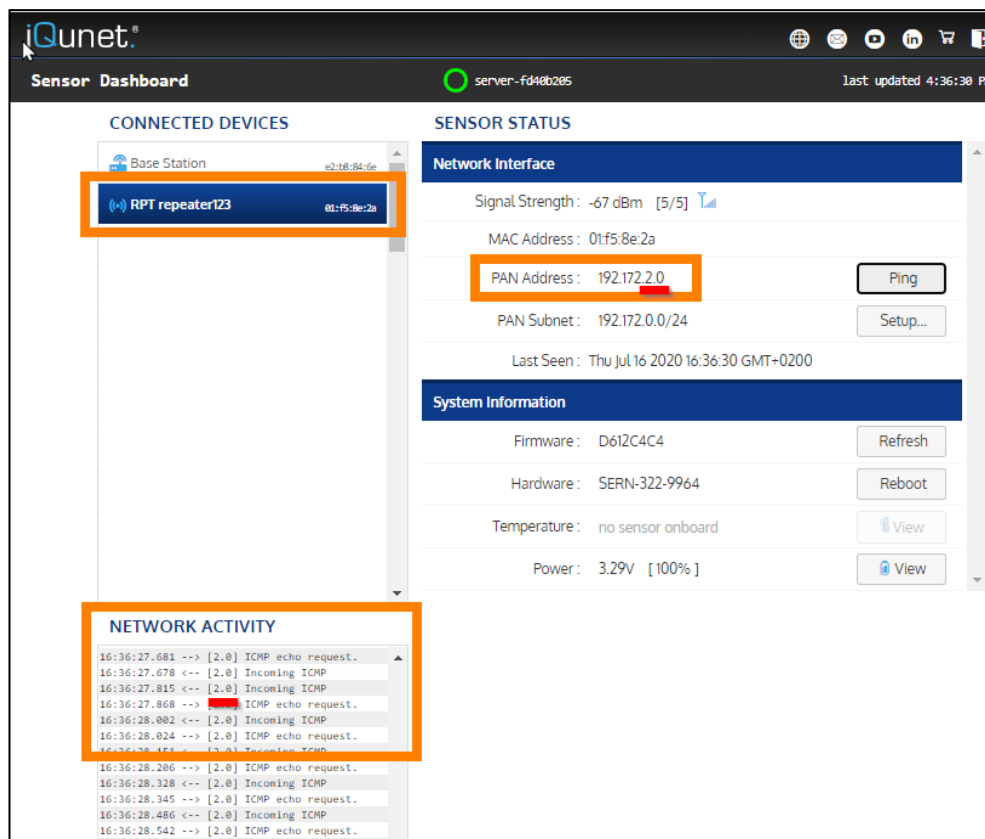 iQunet.®
Sensor Dashboard server-fd40b205 last updated 4:36:30 P
CONNECTED DEVICES
Base Station e2:b8:84:6e
RPT repeater123 01:f5:8e:2a
SENSOR STATUS
Network Interface
Signal Strength : -67 dBm [5/5]
MAC Address : 01:f5:8e:2a
PAN Address : 192.172.2.0 Ping
PAN Subnet : 192.172.0.0/24 Setup...
Last Seen : Thu Jul 16 2020 16:36:30 GMT+0200
System Information
Firmware : D612C4C4 Refresh
Hardware : SERN-322-9964 Reboot
Temperature : no sensor onboard View
Power : 3.29V [100%] View
NETWORK ACTIVITY
16:36:27.681 --> [2.0] ICMP echo request.
16:36:27.678 <-- [2.0] Incoming ICMP
16:36:27.815 <-- [2.0] Incoming ICMP
16:36:27.868 --> ICMP echo request.
16:36:28.002 <-- [2.0] Incoming ICMP
16:36:28.024 --> [2.0] ICMP echo request.
16:36:28.151 <-- [2.0] Incoming ICMP
16:36:28.206 --> [2.0] ICMP echo request.
16:36:28.328 <-- [2.0] Incoming ICMP
16:36:28.345 --> [2.0] ICMP echo request.
16:36:28.486 <-- [2.0] Incoming ICMP
16:36:28.542 --> [2.0] ICMP echo request.